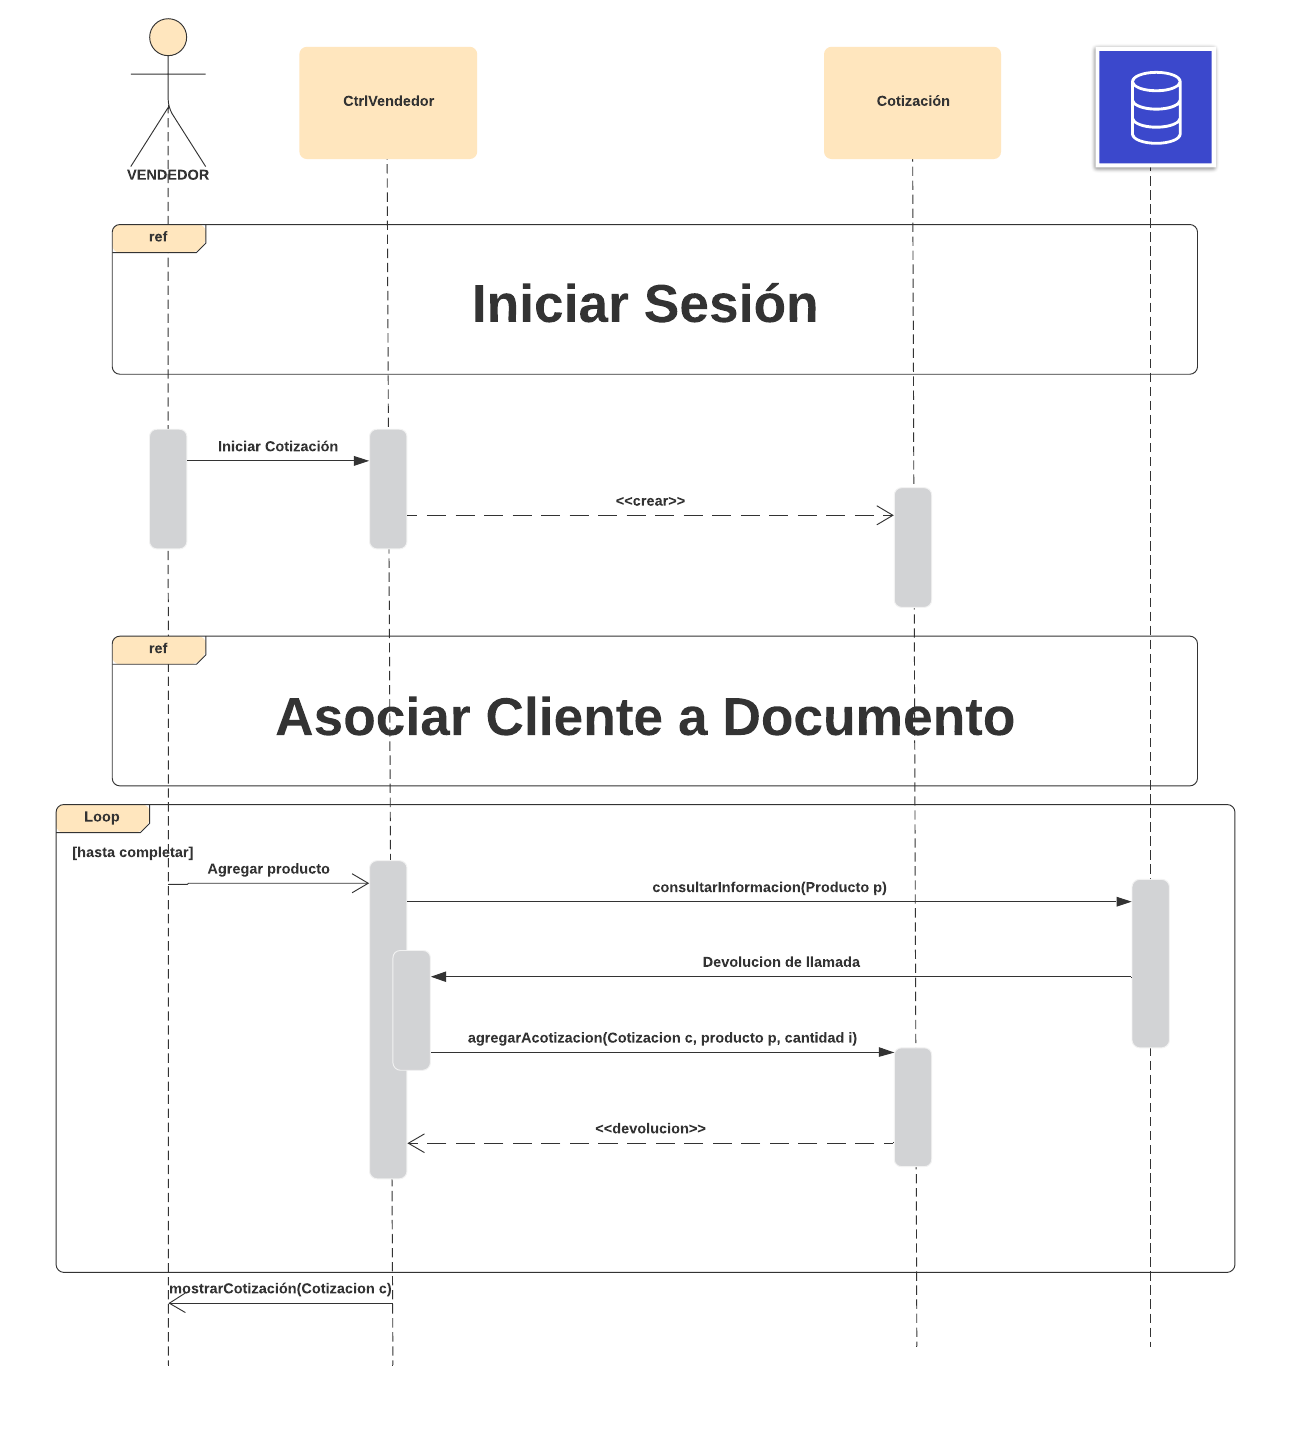 CtrlVendedor
Cotización
VENDEDOR
ref
Iniciar Sesión
Iniciar Cotización
<<crear>>
ref
Asociar Cliente a Documento
Loop
[hasta completar]
Agregar producto
consultarInformacion(Producto p)
Devolucion de llamada
agregarAcotizacion(Cotizacion c, producto p, cantidad i)
<<devolucion>>
mostrarCotización(Cotizacion c)